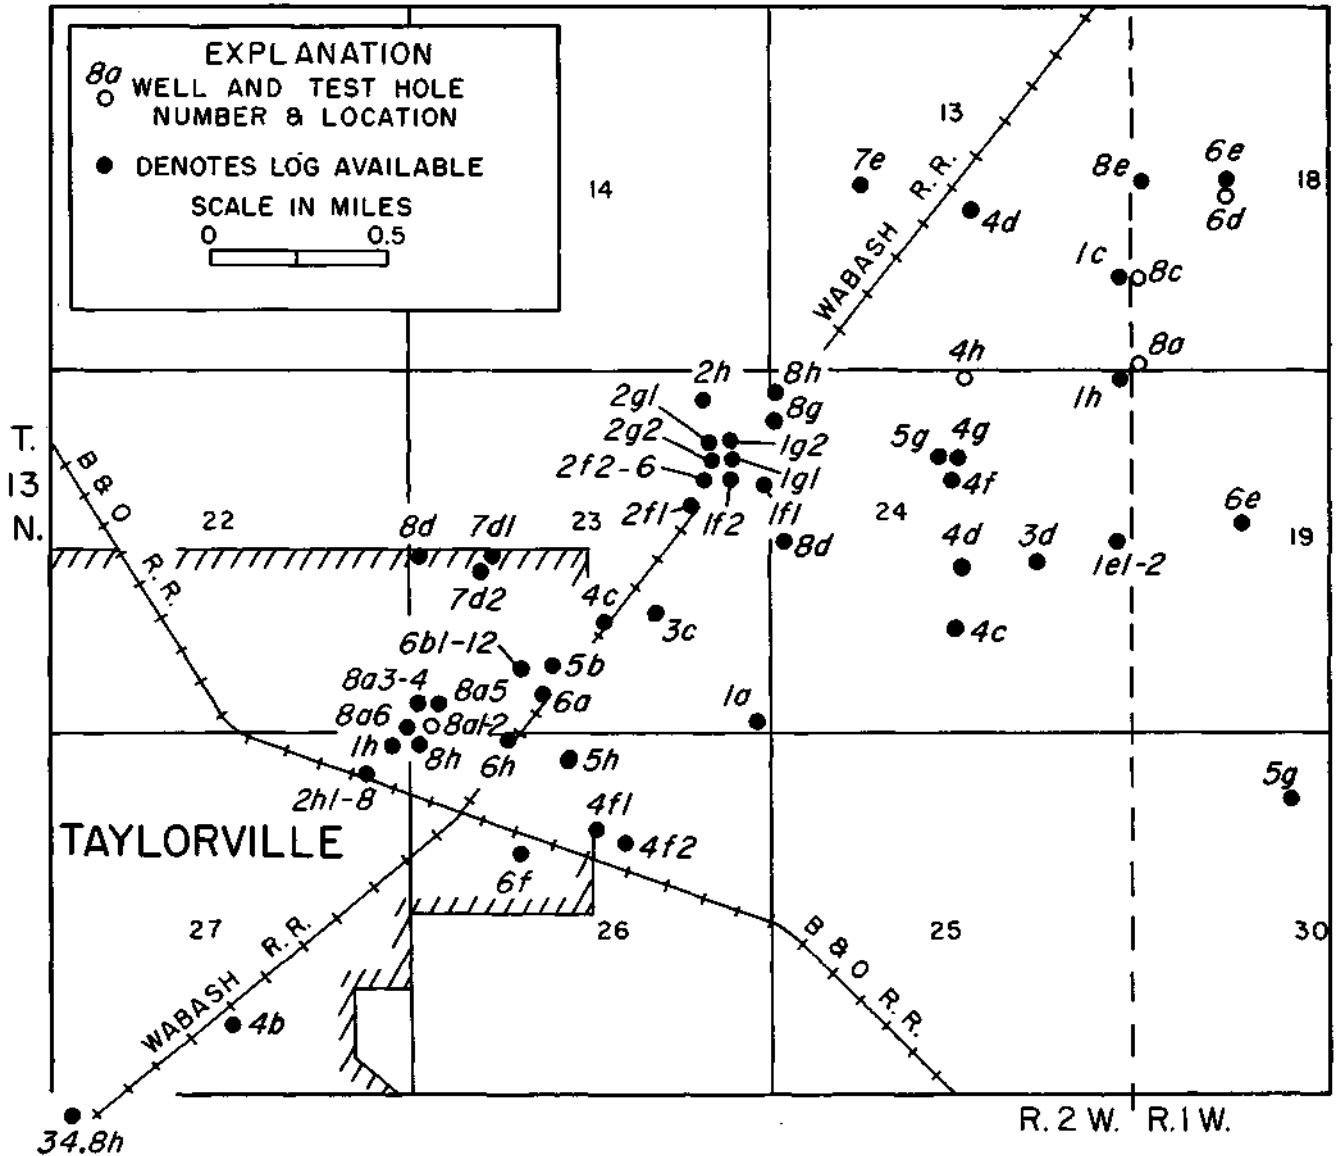 EXPLANATION
8a
WELL AND TEST HOLE
NUMBER & LOCATION
DENOTES LOG AVAILABLE
SCALE IN MILES
0 0.5
13
14
18
7e
8e
6e
6d
4d
WABASH R.R.
1c
8c
8a
4h
1h
2h
8h
2g1
8g
2g2
1g2
2f2-6
1g1
2f1
1f2
1f1
5g
4g
4f
T.
13
N.
B & O R.R.
22
23
24
19
6e
8d
7d1
7d2
8d
4d
3d
1e1-2
4c
3c
4c
6b1-12
5b
8a3-4
8a5
6a
8a6
8a1-2
1a
1h
8h
6h
5h
2h1-8
5g
TAYLORVILLE
4f1
4f2
6f
27
26
25
30
WABASH R.R.
B & O R.R.
4b
34.8h
R.2 W. R.1 W.